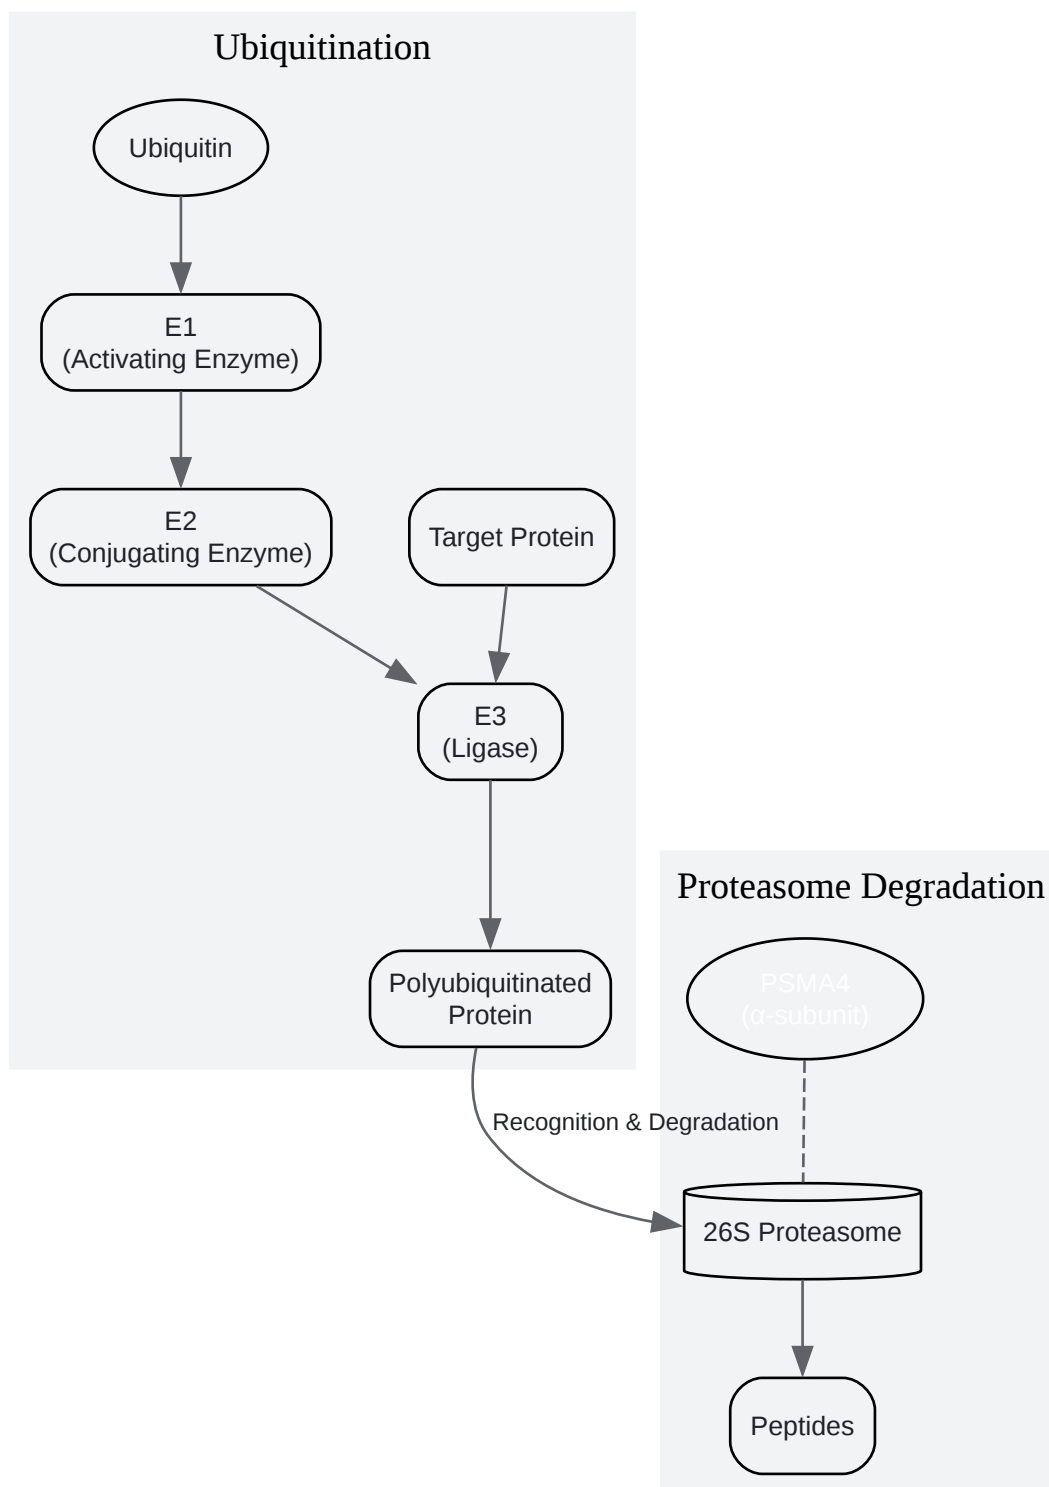 Ubiquitination
Ubiquitin
E1
(Activating Enzyme)
E2
(Conjugating Enzyme)
Target Protein
E3
(Ligase)
Polyubiquitinated
Protein
Recognition & Degradation
Proteasome Degradation
PSMA4
(α-subunit)
26S Proteasome
Peptides